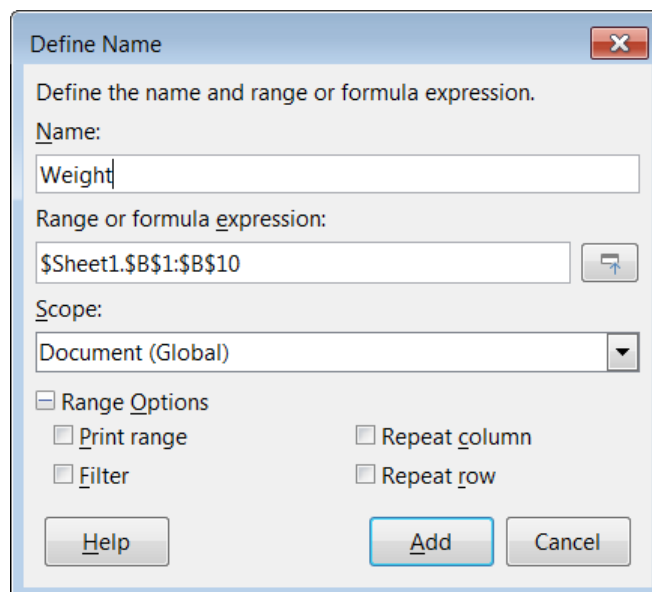 Define Name
Define the name and range or formula expression.
Name:
Weight
Range or formula expression:
$Sheet1.$B$1:$B$10
Scope:
Document (Global)
Range Options
Print range Repeat column
Filter Repeat row
Help Add Cancel